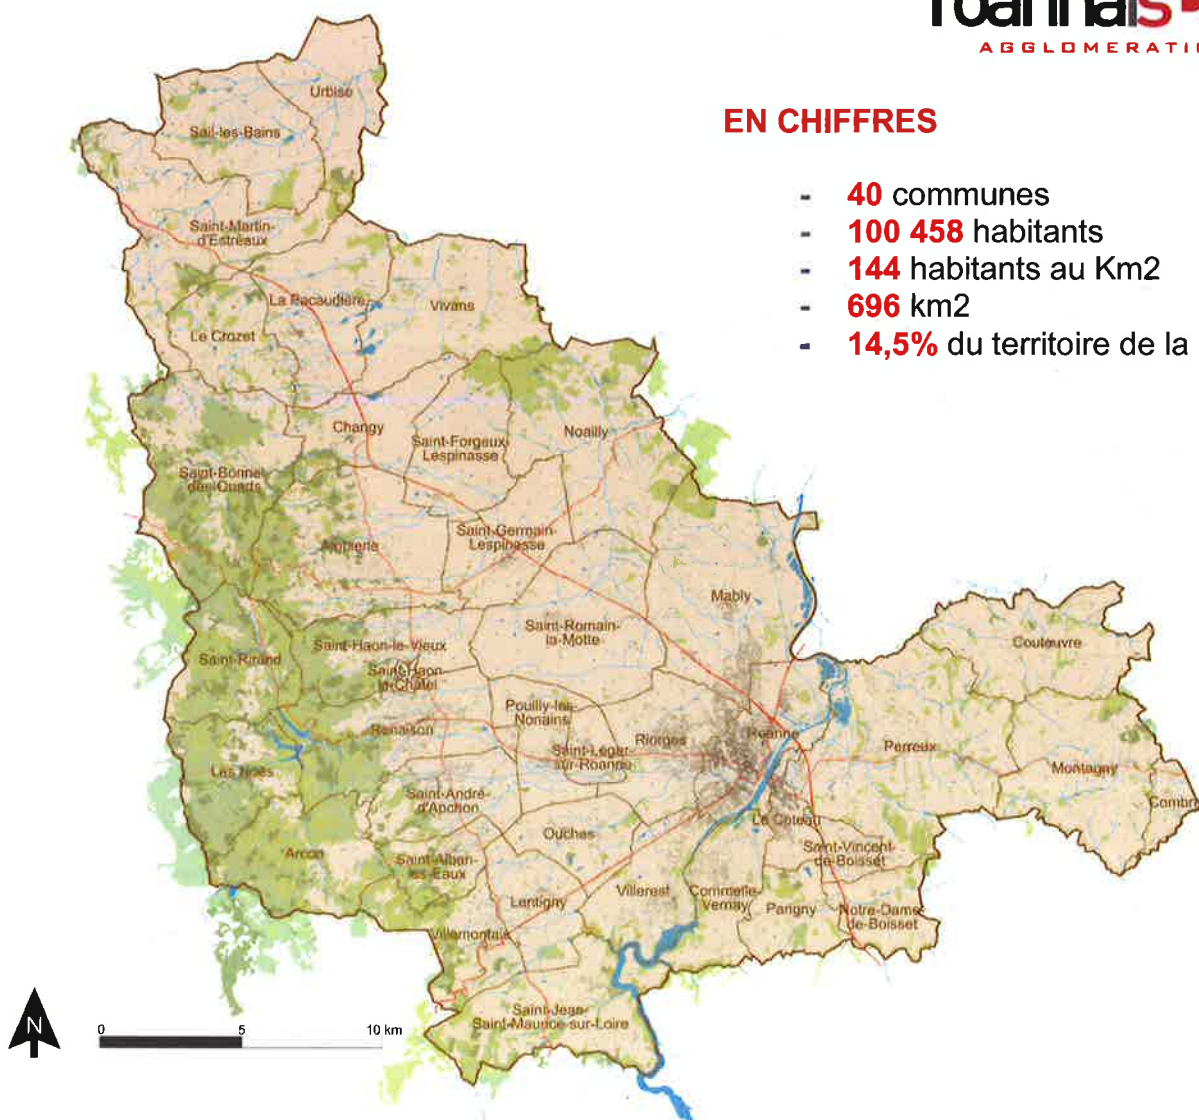 roannais
AGGLOMERATI
EN CHIFFRES
- 40 communes
- 100 458 habitants
- 144 habitants au Km2
- 696 km2
- 14,5% du territoire de la
Urbise
Sail-les-Bains
Saint-Martin-
d'Estréaux
La Pacaudière
Vivans
Le Crozet
Changy
Saint-Forgeux-
Lespinasse
Noailly
Saint-Bonnet-
des-Quarts
Ambierle
Saint-Germain-
Lespinasse
Mably
Saint-Romain-
la-Motte
Coutouvre
Saint-Haon-le-Vieux
Saint-Rirand
Saint-Haon-
le-Châtel
Pouilly-les-
Nonains
Renaison
Riorges
Roanne
Saint-Léger-
sur-Roanne
Perreux
Les Noës
Montagny
Saint-André-
d'Apchon
Combre
Le Coteau
Ouches
Saint-Vincent-
de-Boisset
Arcon
Saint-Alban-
les-Eaux
Villerest
Commelle-
Vernay
Lentigny
Parigny
Notre-Dame-
de-Boisset
Villemontais
Saint-Jean-
Saint-Maurice-sur-Loire
N
0 5 10 km